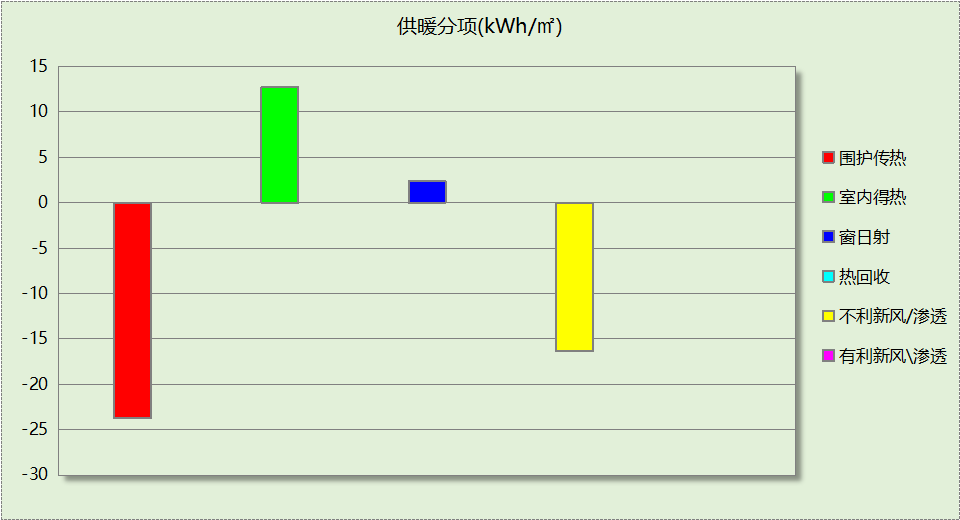 供暖分项(kWh/㎡)
15
10
5
0
-5
-10
-15
-20
-25
-30
围护传热
室内得热
窗日射
热回收
不利新风/渗透
有利新风\渗透